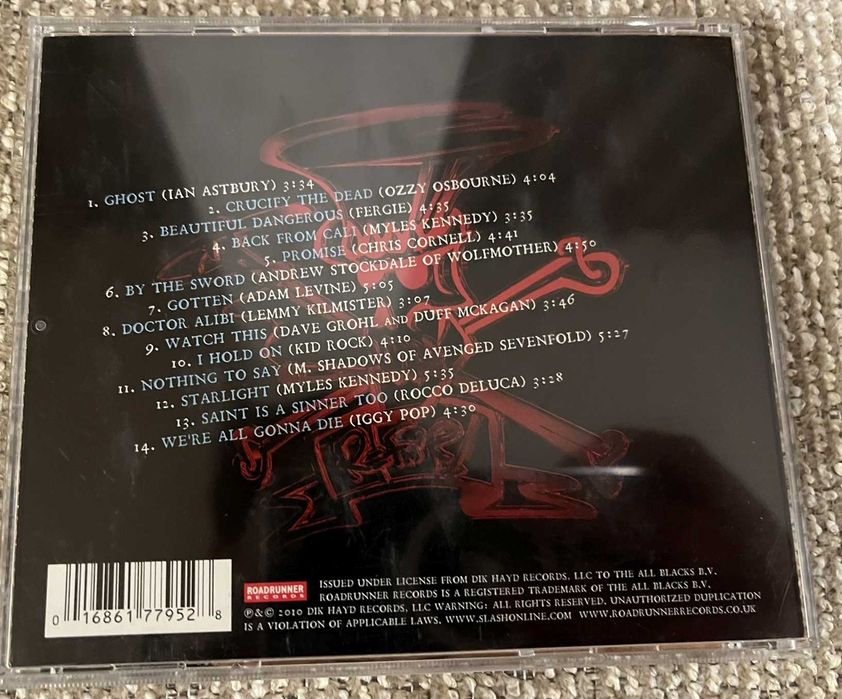 1. GHOST (IAN ASTBURY) 3:34
2. CRUCIFY THE DEAD (OZZY OSBOURNE) 4:04
3. BEAUTIFUL DANGEROUS (FERGIE) 4:35
4. BACK FROM CALI (MYLES KENNEDY) 3:35
5. PROMISE (CHRIS CORNELL) 4:41
6. BY THE SWORD (ANDREW STOCKDALE OF WOLFMOTHER) 4:50
7. GOTTEN (ADAM LEVINE) 5:05
8. DOCTOR ALIBI (LEMMY KILMISTER) 3:07
9. WATCH THIS (DAVE GROHL AND DUFF MCKAGAN) 3:46
10. I HOLD ON (KID ROCK) 4:10
11. NOTHING TO SAY (M. SHADOWS OF AVENGED SEVENFOLD) 5:27
12. STARLIGHT (MYLES KENNEDY) 5:35
13. SAINT IS A SINNER TOO (ROCCO DELUCA) 3:28
14. WE'RE ALL GONNA DIE (IGGY POP) 4:30
R&FNR
0 16861 77952 8
ROADRUNNER
RECORDS
ISSUED UNDER LICENSE FROM DIK HAYD RECORDS, LLC TO THE ALL BLACKS B.V.
ROADRUNNER RECORDS IS A REGISTERED TRADEMARK OF THE ALL BLACKS B.V.
℗&© 2010 DIK HAYD RECORDS, LLC WARNING: ALL RIGHTS RESERVED. UNAUTHORIZED DUPLICATION
IS A VIOLATION OF APPLICABLE LAWS. WWW.SLASHONLINE.COM WWW.ROADRUNNERRECORDS.CO.UK